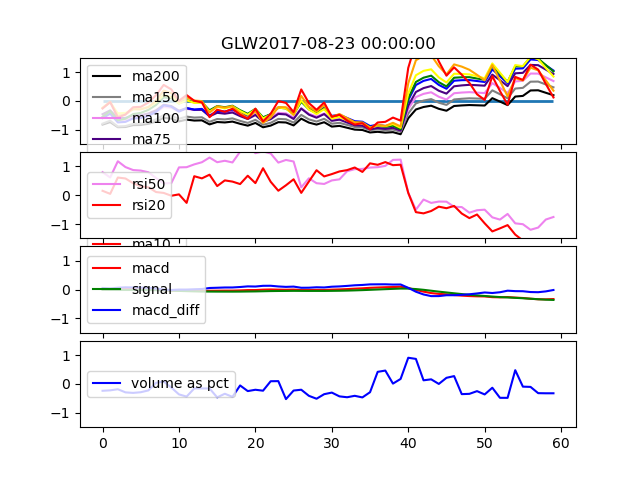 GLW2017-08-23 00:00:00
1
0
−1
ma200
ma150
ma100
ma75
1
0
−1
rsi50
rsi20
ma10
1
0
−1
macd
signal
macd_diff
1
0
−1
volume as pct
0 10 20 30 40 50 60